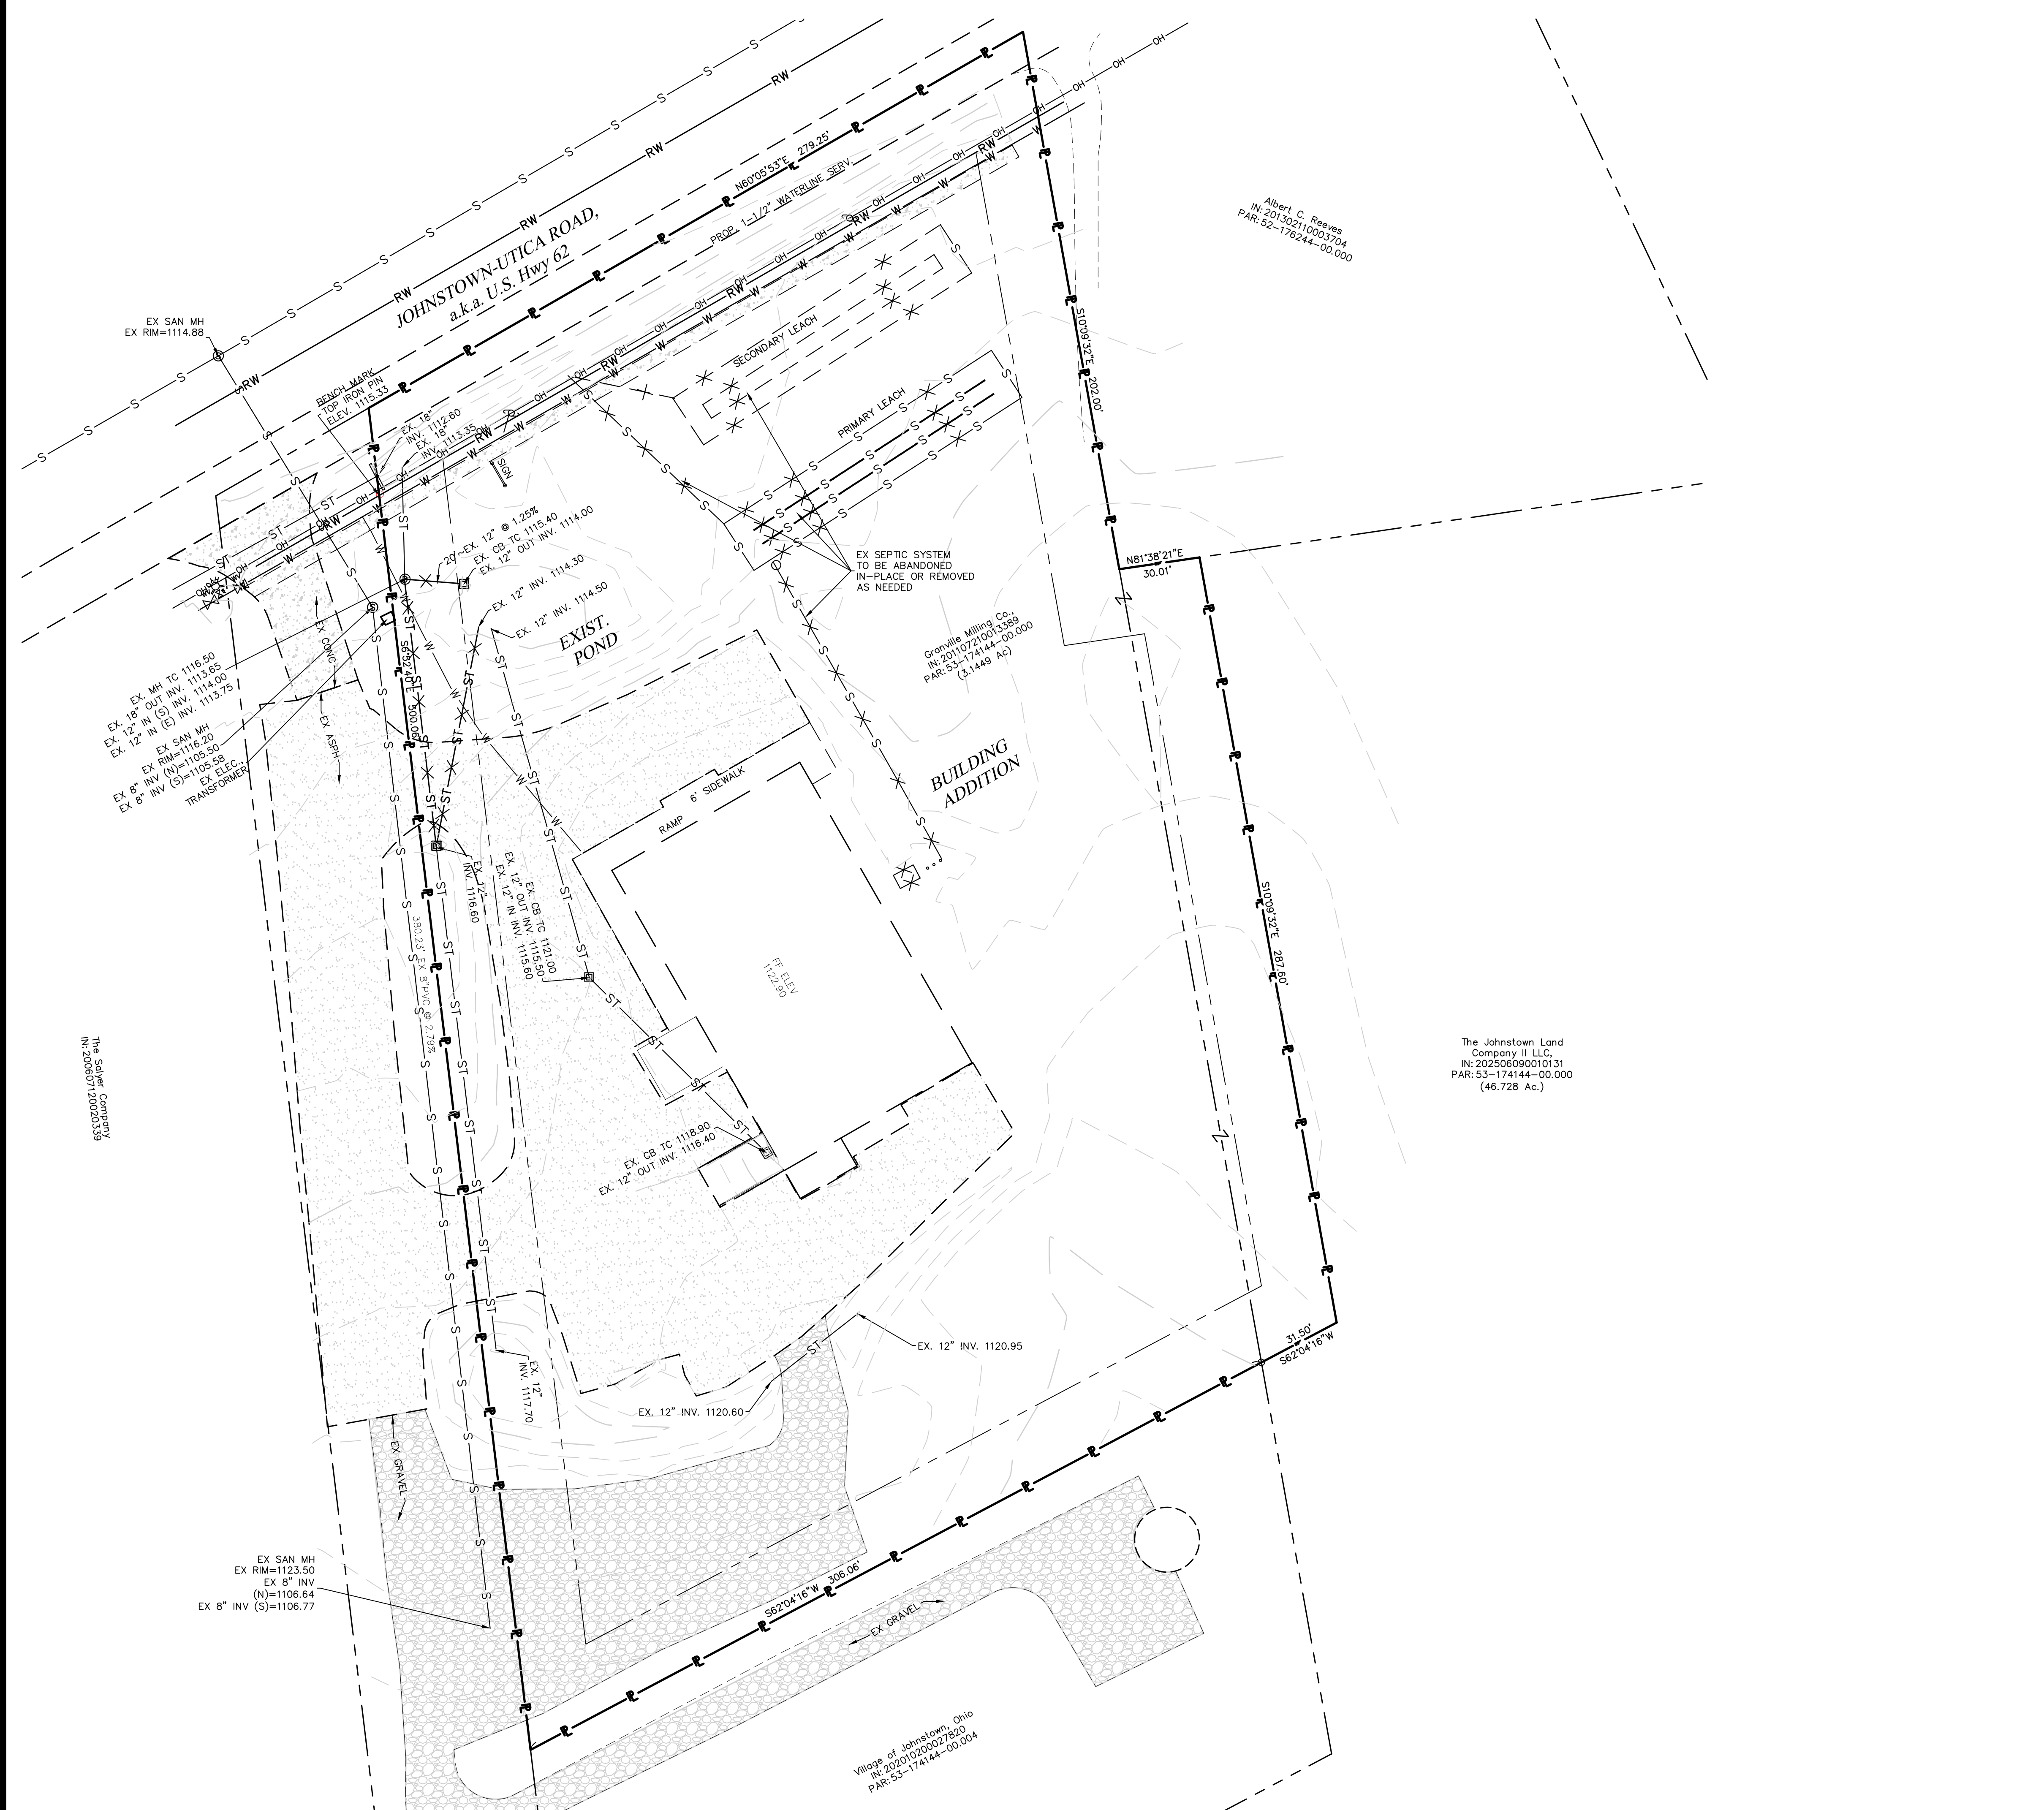 JOHNSTOWN-UTICA ROAD,
a.k.a. U.S. Hwy 62
N60°05'53"E 279.25'
PROP. 1-1/2" WATERLINE SERV.
Albert C. Reeves
IN: 201302110003704
PAR: 52-176244-00.000
EX SAN MH
EX RIM=1114.88
BENCH MARK
TOP IRON PIN
ELEV. 1115.33
EX. 18"
INV. 1112.60
EX. 18"
INV. 1113.35
SIGN
SECONDARY LEACH
PRIMARY LEACH
S10°09'32"E 202.00'
20'~EX. 12" @ 1.25%
EX. CB TC 1115.40
EX. 12" OUT INV. 1114.00
EX. 12" INV. 1114.30
EX. 12" INV. 1114.50
EXIST.
POND
EX SEPTIC SYSTEM
TO BE ABANDONED
IN-PLACE OR REMOVED
AS NEEDED
N81°38'21"E
30.01'
Granville Milling Co.,
IN: 201107210013389
PAR: 53-174144-00.000
(3.1449 Ac)
EX CONC
EX ASPH
S6°52'40"E 500.06'
EX. MH TC 1116.50
EX. 18" OUT INV. 1113.65
EX. 12" IN (S) INV. 1114.00
EX. 12" IN (E) INV. 1113.75
EX SAN MH
EX RIM=1116.20
EX 8" INV (N)=1105.50
EX 8" INV (S)=1105.58
EX ELEC.
TRANSFORMER
BUILDING
ADDITION
6' SIDEWALK
RAMP
EX. 12"
INV. 1116.60
EX. CB TC 1121.00
EX. 12" OUT INV. 1115.50
EX. 12" IN INV. 1115.60
380.23' EX 8"PVC @ 2.79%
FF ELEV
1122.90
S10°09'32"E 287.60'
The Salyer Company
IN: 200607120020339
The Johnstown Land
Company II LLC,
IN: 202506090010131
PAR: 53-174144-00.000
(46.728 Ac.)
EX. CB TC 1118.90
EX. 12" OUT INV. 1116.40
EX. 12" INV. 1120.95
31.50'
S62°04'16"W
EX. 12"
INV. 1117.70
EX. 12" INV. 1120.60
EX GRAVEL
EX SAN MH
EX RIM=1123.50
EX 8" INV
(N)=1106.64
EX 8" INV (S)=1106.77
S62°04'16"W 306.06'
EX GRAVEL
Village of Johnstown, Ohio
IN: 202010200027820
PAR: 53-174144-00.004